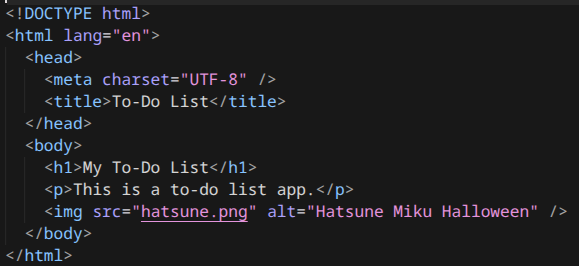 <!DOCTYPE html>
<html lang="en">
<head>
<meta charset="UTF-8" />
<title>To-Do List</title>
</head>
<body>
<h1>My To-Do List</h1>
<p>This is a to-do list app.</p>
<img src="hatsune.png" alt="Hatsune Miku Halloween" />
</body>
</html>